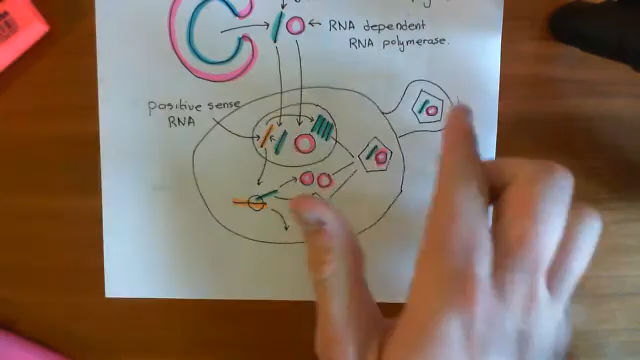 RNA dependent
RNA polymerase.
positive sense
RNA